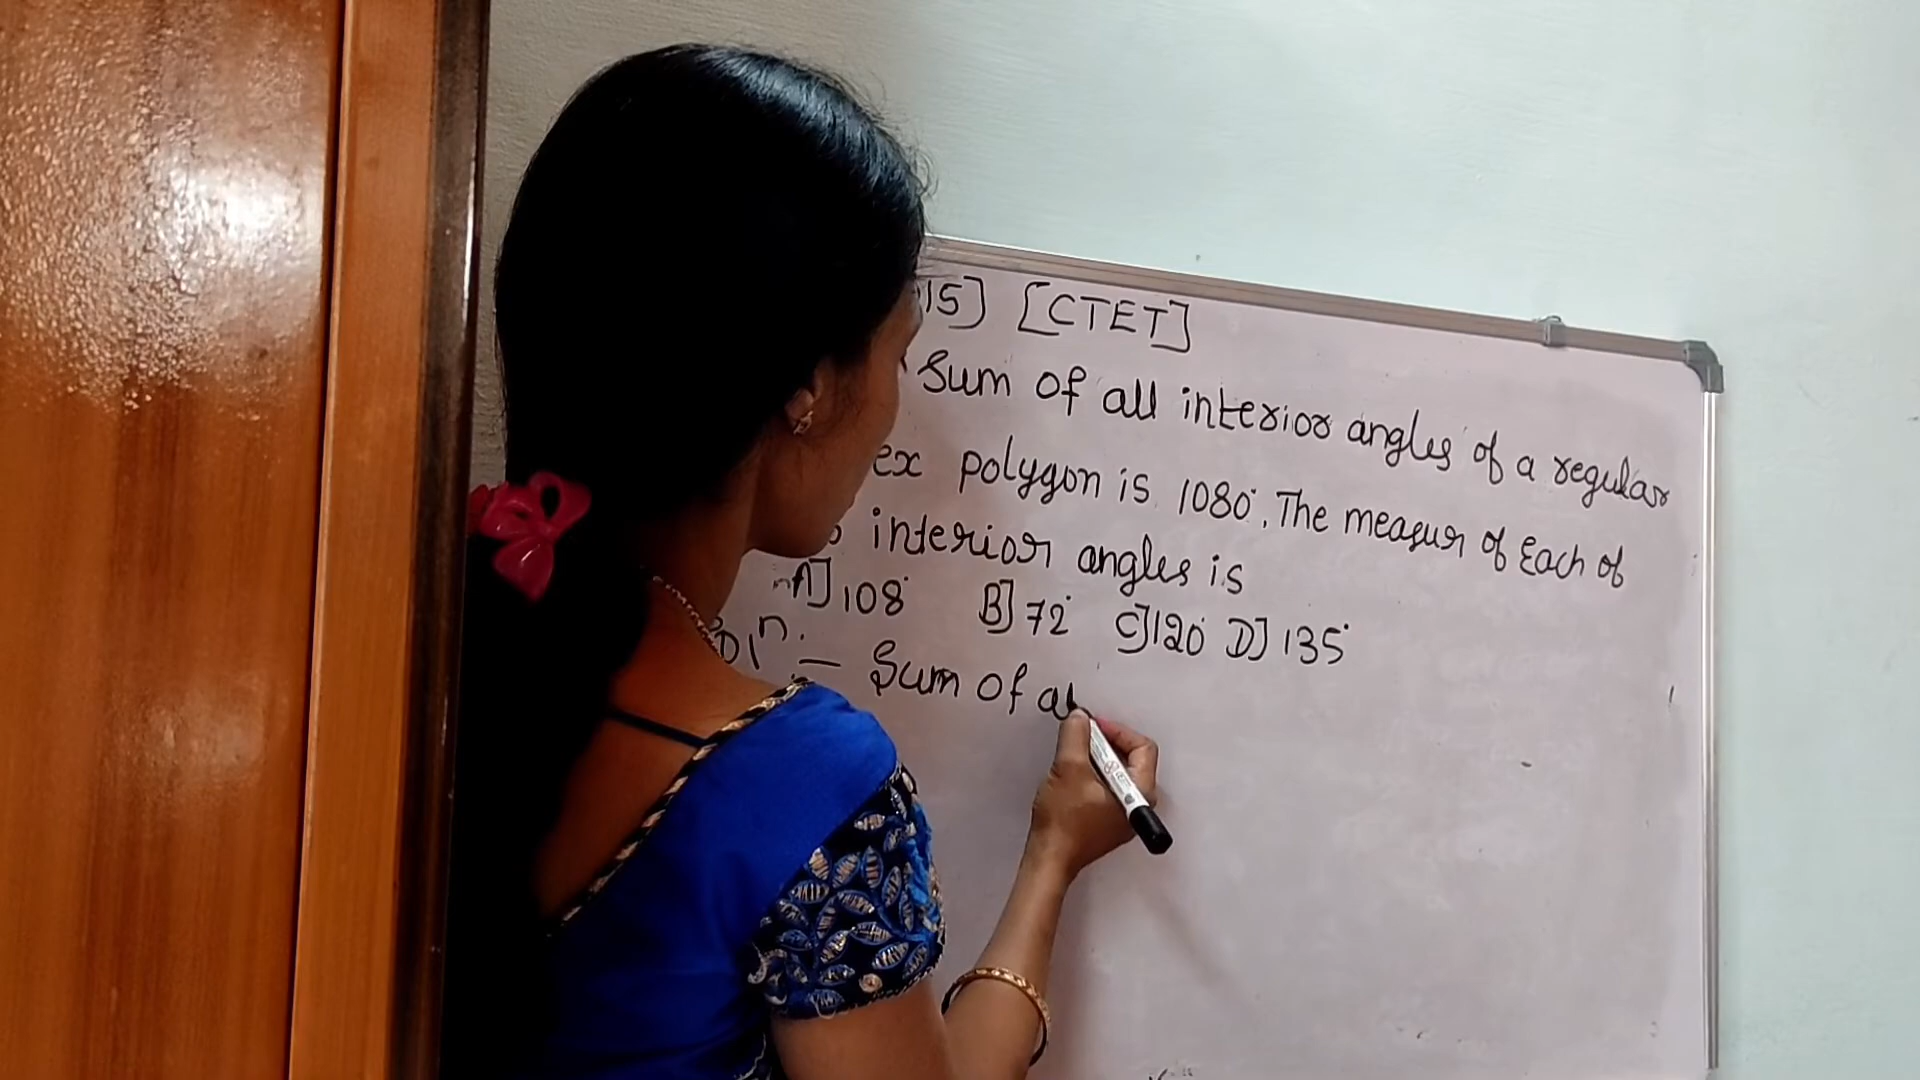 15] [CTET]
Sum of all interior angles of a regular
ex polygon is 1080°. The measur of Each of
interior angles is
A] 108° B] 72° C] 120° D] 135°
olⁿ:- Sum of al